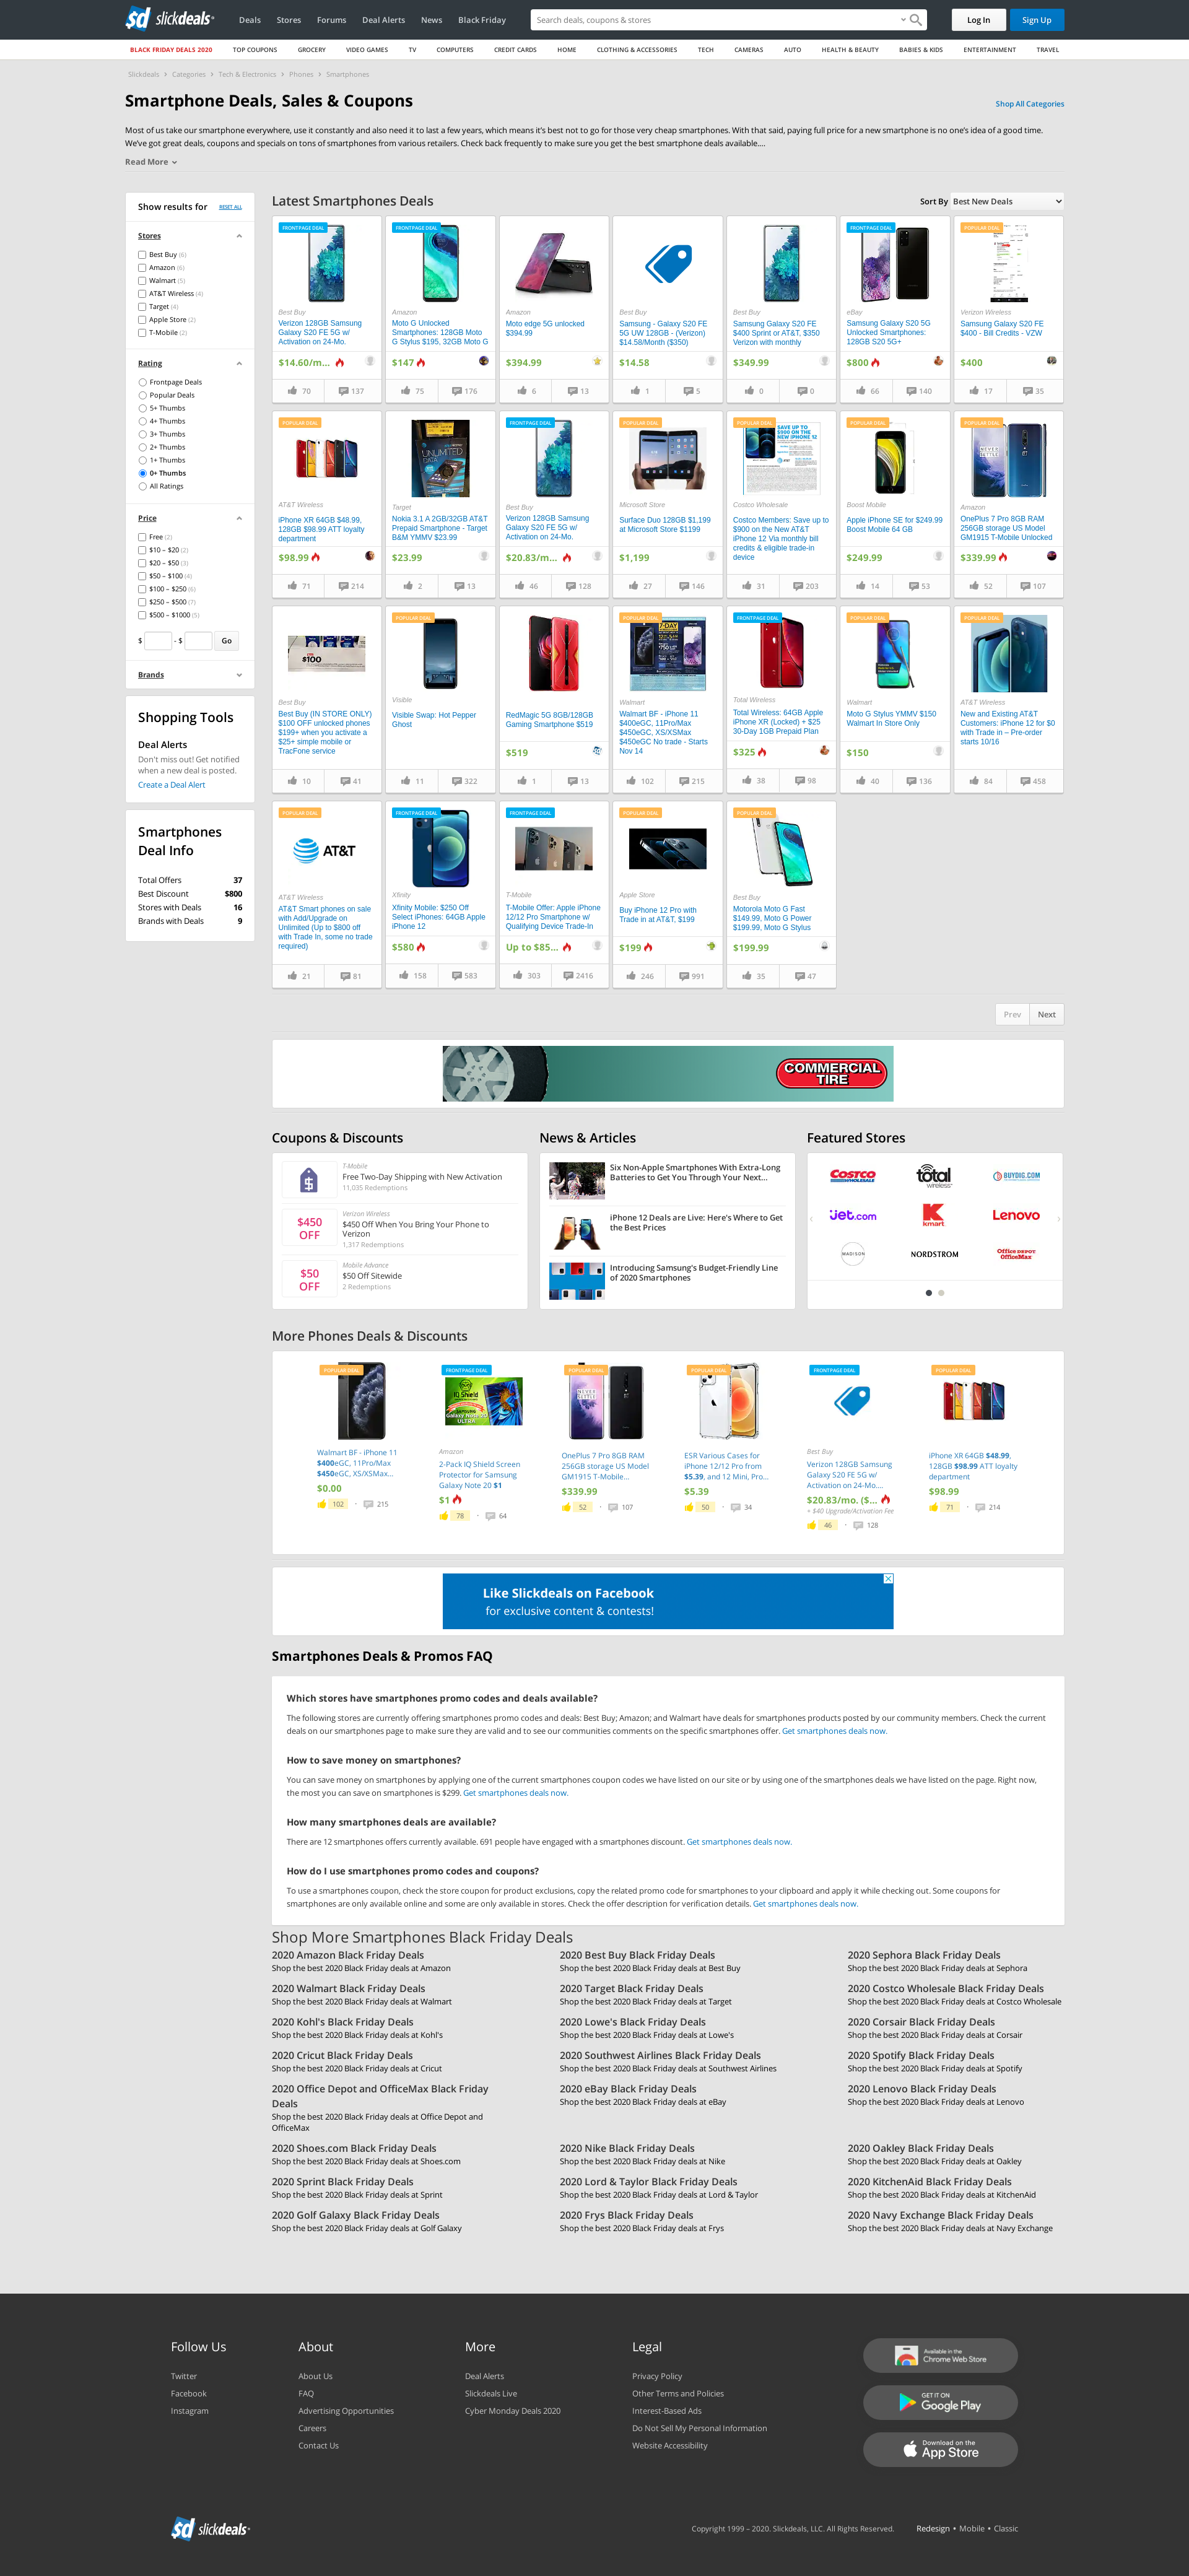 slickdeals
Deals
Stores
Forums
Deal Alerts
News
Black Friday
Search deals, coupons & stores
Log In
Sign Up
BLACK FRIDAY DEALS 2020
TOP COUPONS
GROCERY
VIDEO GAMES
TV
COMPUTERS
CREDIT CARDS
HOME
CLOTHING & ACCESSORIES
TECH
CAMERAS
AUTO
HEALTH & BEAUTY
BABIES & KIDS
ENTERTAINMENT
TRAVEL
Slickdeals > Categories > Tech & Electronics > Phones > Smartphones
Smartphone Deals, Sales & Coupons
Shop All Categories
Most of us take our smartphone everywhere, use it constantly and also need it to last a few years, which means it's best not to go for those very cheap smartphones. With that said, paying full price for a new smartphone is no one's idea of a good time.
We've got great deals, coupons and specials on tons of smartphones from various retailers. Check back frequently to make sure you get the best smartphone deals available....
Read More
Show results for
RESET ALL
Stores
Best Buy (6)
Amazon (6)
Walmart (5)
AT&T Wireless (4)
Target (4)
Apple Store (2)
T-Mobile (2)
Rating
Frontpage Deals
Popular Deals
5+ Thumbs
4+ Thumbs
3+ Thumbs
2+ Thumbs
1+ Thumbs
0+ Thumbs
All Ratings
Price
Free (2)
$10 – $20 (2)
$20 – $50 (3)
$50 – $100 (4)
$100 – $250 (6)
$250 – $500 (7)
$500 – $1000 (5)
$ - $ Go
Brands
Shopping Tools
Deal Alerts
Don't miss out! Get notified
when a new deal is posted.
Create a Deal Alert
Smartphones
Deal Info
Total Offers 37
Best Discount $800
Stores with Deals 16
Brands with Deals 9
Latest Smartphones Deals
Sort By Best New Deals
FRONTPAGE DEAL
Best Buy
Verizon 128GB Samsung
Galaxy S20 FE 5G w/
Activation on 24-Mo.
$14.60/m...
70 137
FRONTPAGE DEAL
Amazon
Moto G Unlocked
Smartphones: 128GB Moto
G Stylus $195, 32GB Moto G
$147
75 176
Amazon
Moto edge 5G unlocked
$394.99
$394.99
6 13
Best Buy
Samsung - Galaxy S20 FE
5G UW 128GB - (Verizon)
$14.58/Month ($350)
$14.58
1 5
Best Buy
Samsung Galaxy S20 FE
$400 Sprint or AT&T, $350
Verizon with monthly
$349.99
0 0
FRONTPAGE DEAL
eBay
Samsung Galaxy S20 5G
Unlocked Smartphones:
128GB S20 5G+
$800
66 140
POPULAR DEAL
Verizon Wireless
Samsung Galaxy S20 FE
$400 - Bill Credits - VZW
$400
17 35
POPULAR DEAL
AT&T Wireless
iPhone XR 64GB $48.99,
128GB $98.99 ATT loyalty
department
$98.99
71 214
UNLIMITED
Target
Nokia 3.1 A 2GB/32GB AT&T
Prepaid Smartphone - Target
B&M YMMV $23.99
$23.99
2 13
FRONTPAGE DEAL
Best Buy
Verizon 128GB Samsung
Galaxy S20 FE 5G w/
Activation on 24-Mo.
$20.83/m...
46 128
POPULAR DEAL
Microsoft Store
Surface Duo 128GB $1,199
at Microsoft Store $1199
$1,199
27 146
POPULAR DEAL
SAVE UP TO
$900 ON THE
NEW iPHONE 12
Costco Wholesale
Costco Members: Save up to
$900 on the New AT&T
iPhone 12 Via monthly bill
credits & eligible trade-in
device
31 203
POPULAR DEAL
Boost Mobile
Apple iPhone SE for $249.99
Boost Mobile 64 GB
$249.99
14 53
POPULAR DEAL
Amazon
OnePlus 7 Pro 8GB RAM
256GB storage US Model
GM1915 T-Mobile Unlocked
$339.99
52 107
$100
Best Buy
Best Buy (IN STORE ONLY)
$100 OFF unlocked phones
$199+ when you activate a
$25+ simple mobile or
TracFone service
10 41
POPULAR DEAL
Visible
Visible Swap: Hot Pepper
Ghost
11 322
RedMagic 5G 8GB/128GB
Gaming Smartphone $519
$519
1 13
POPULAR DEAL
Walmart
Walmart BF - iPhone 11
$400eGC, 11Pro/Max
$450eGC, XS/XSMax
$450eGC No trade - Starts
Nov 14
102 215
FRONTPAGE DEAL
Total Wireless
Total Wireless: 64GB Apple
iPhone XR (Locked) + $25
30-Day 1GB Prepaid Plan
$325
38 98
POPULAR DEAL
Walmart
Moto G Stylus YMMV $150
Walmart In Store Only
$150
40 136
POPULAR DEAL
AT&T Wireless
New and Existing AT&T
Customers: iPhone 12 for $0
with Trade in – Pre-order
starts 10/16
84 458
POPULAR DEAL
AT&T
AT&T Wireless
AT&T Smart phones on sale
with Add/Upgrade on
Unlimited (Up to $800 off
with Trade In, some no trade
required)
21 81
FRONTPAGE DEAL
Xfinity
Xfinity Mobile: $250 Off
Select iPhones: 64GB Apple
iPhone 12
$580
158 583
FRONTPAGE DEAL
T-Mobile
T-Mobile Offer: Apple iPhone
12/12 Pro Smartphone w/
Qualifying Device Trade-In
Up to $85...
303 2416
POPULAR DEAL
Apple Store
Buy iPhone 12 Pro with
Trade in at AT&T, $199
$199
246 991
POPULAR DEAL
Best Buy
Motorola Moto G Fast
$149.99, Moto G Power
$199.99, Moto G Stylus
$199.99
35 47
Prev Next
COMMERCIAL
TIRE
Coupons & Discounts
T-Mobile
Free Two-Day Shipping with New Activation
11,035 Redemptions
$450
OFF
Verizon Wireless
$450 Off When You Bring Your Phone to
Verizon
1,317 Redemptions
$50
OFF
Mobile Advance
$50 Off Sitewide
2 Redemptions
News & Articles
Six Non-Apple Smartphones With Extra-Long
Batteries to Get You Through Your Next...
iPhone 12 Deals are Live: Here's Where to Get
the Best Prices
Introducing Samsung's Budget-Friendly Line
of 2020 Smartphones
Featured Stores
COSTCO
WHOLESALE
total
wireless
BUYDIG.COM
jet.com
kmart
Lenovo
MADISON
NORDSTROM
Office DEPOT
OfficeMax
More Phones Deals & Discounts
POPULAR DEAL
Walmart BF - iPhone 11
$400eGC, 11Pro/Max
$450eGC, XS/XSMax...
$0.00
102 • 215
FRONTPAGE DEAL
IQ Shield
Galaxy Note 20
ULTRA
Amazon
2-Pack IQ Shield Screen
Protector for Samsung
Galaxy Note 20 $1
$1
78 • 64
POPULAR DEAL
OnePlus 7 Pro 8GB RAM
256GB storage US Model
GM1915 T-Mobile...
$339.99
52 • 107
POPULAR DEAL
ESR Various Cases for
iPhone 12/12 Pro from
$5.39, and 12 Mini, Pro...
$5.39
50 • 34
FRONTPAGE DEAL
Best Buy
Verizon 128GB Samsung
Galaxy S20 FE 5G w/
Activation on 24-Mo....
$20.83/mo. ($...
+ $40 Upgrade/Activation Fee
46 • 128
POPULAR DEAL
iPhone XR 64GB $48.99,
128GB $98.99 ATT loyalty
department
$98.99
71 • 214
Like Slickdeals on Facebook
for exclusive content & contests!
Smartphones Deals & Promos FAQ
Which stores have smartphones promo codes and deals available?
The following stores are currently offering smartphones promo codes and deals: Best Buy; Amazon; and Walmart have deals for smartphones products posted by our community members. Check the current
deals on our smartphones page to make sure they are valid and to see our communities comments on the specific smartphones offer. Get smartphones deals now.
How to save money on smartphones?
You can save money on smartphones by applying one of the current smartphones coupon codes we have listed on our site or by using one of the smartphones deals we have listed on the page. Right now,
the most you can save on smartphones is $299. Get smartphones deals now.
How many smartphones deals are available?
There are 12 smartphones offers currently available. 691 people have engaged with a smartphones discount. Get smartphones deals now.
How do I use smartphones promo codes and coupons?
To use a smartphones coupon, check the store coupon for product exclusions, copy the related promo code for smartphones to your clipboard and apply it while checking out. Some coupons for
smartphones are only available online and some are only available in stores. Check the offer description for verification details. Get smartphones deals now.
Shop More Smartphones Black Friday Deals
2020 Amazon Black Friday Deals
Shop the best 2020 Black Friday deals at Amazon
2020 Best Buy Black Friday Deals
Shop the best 2020 Black Friday deals at Best Buy
2020 Sephora Black Friday Deals
Shop the best 2020 Black Friday deals at Sephora
2020 Walmart Black Friday Deals
Shop the best 2020 Black Friday deals at Walmart
2020 Target Black Friday Deals
Shop the best 2020 Black Friday deals at Target
2020 Costco Wholesale Black Friday Deals
Shop the best 2020 Black Friday deals at Costco Wholesale
2020 Kohl's Black Friday Deals
Shop the best 2020 Black Friday deals at Kohl's
2020 Lowe's Black Friday Deals
Shop the best 2020 Black Friday deals at Lowe's
2020 Corsair Black Friday Deals
Shop the best 2020 Black Friday deals at Corsair
2020 Cricut Black Friday Deals
Shop the best 2020 Black Friday deals at Cricut
2020 Southwest Airlines Black Friday Deals
Shop the best 2020 Black Friday deals at Southwest Airlines
2020 Spotify Black Friday Deals
Shop the best 2020 Black Friday deals at Spotify
2020 Office Depot and OfficeMax Black Friday
Deals
Shop the best 2020 Black Friday deals at Office Depot and
OfficeMax
2020 eBay Black Friday Deals
Shop the best 2020 Black Friday deals at eBay
2020 Lenovo Black Friday Deals
Shop the best 2020 Black Friday deals at Lenovo
2020 Shoes.com Black Friday Deals
Shop the best 2020 Black Friday deals at Shoes.com
2020 Nike Black Friday Deals
Shop the best 2020 Black Friday deals at Nike
2020 Oakley Black Friday Deals
Shop the best 2020 Black Friday deals at Oakley
2020 Sprint Black Friday Deals
Shop the best 2020 Black Friday deals at Sprint
2020 Lord & Taylor Black Friday Deals
Shop the best 2020 Black Friday deals at Lord & Taylor
2020 KitchenAid Black Friday Deals
Shop the best 2020 Black Friday deals at KitchenAid
2020 Golf Galaxy Black Friday Deals
Shop the best 2020 Black Friday deals at Golf Galaxy
2020 Frys Black Friday Deals
Shop the best 2020 Black Friday deals at Frys
2020 Navy Exchange Black Friday Deals
Shop the best 2020 Black Friday deals at Navy Exchange
Follow Us
Twitter
Facebook
Instagram
About
About Us
FAQ
Advertising Opportunities
Careers
Contact Us
More
Deal Alerts
Slickdeals Live
Cyber Monday Deals 2020
Legal
Privacy Policy
Other Terms and Policies
Interest-Based Ads
Do Not Sell My Personal Information
Website Accessibility
Available in the
Chrome Web Store
GET IT ON
Google Play
Download on the
App Store
slickdeals
Copyright 1999 – 2020. Slickdeals, LLC. All Rights Reserved.
Redesign • Mobile • Classic